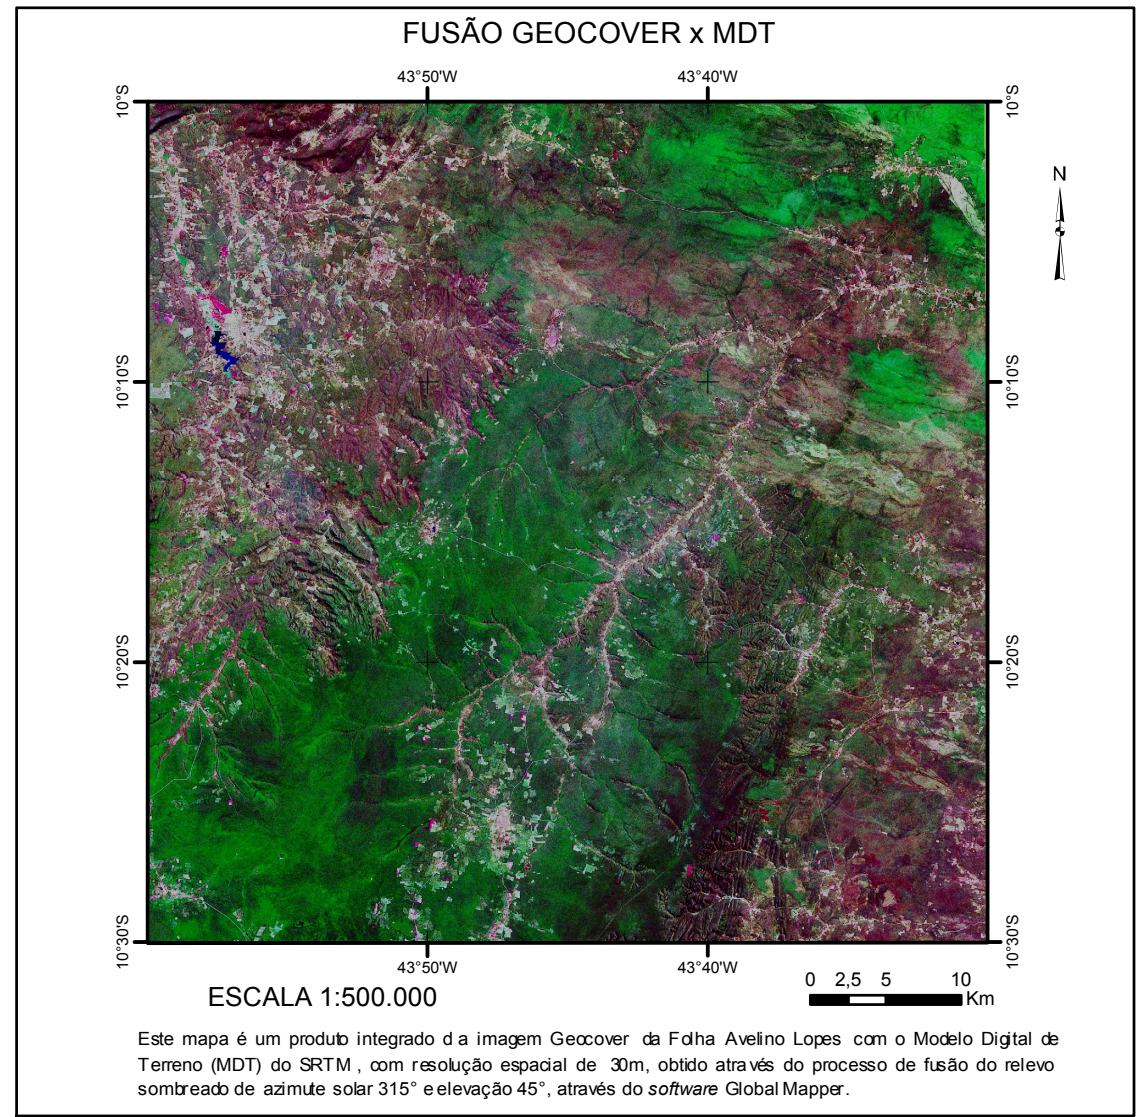 FUSÃO GEOCOVER x MDT
43°50'W 43°40'W
10°S 10°S
N
10°10'S 10°10'S
10°20'S 10°20'S
10°30'S 10°30'S
43°50'W 43°40'W
ESCALA 1:500.000
0 2,5 5 10
Km
Este mapa é um produto integrado da imagem Geocover da Folha Avelino Lopes com o Modelo Digital de
Terreno (MDT) do SRTM , com resolução espacial de 30m, obtido através do processo de fusão do relevo
sombreado de azimute solar 315° e elevação 45°, através do software Global Mapper.